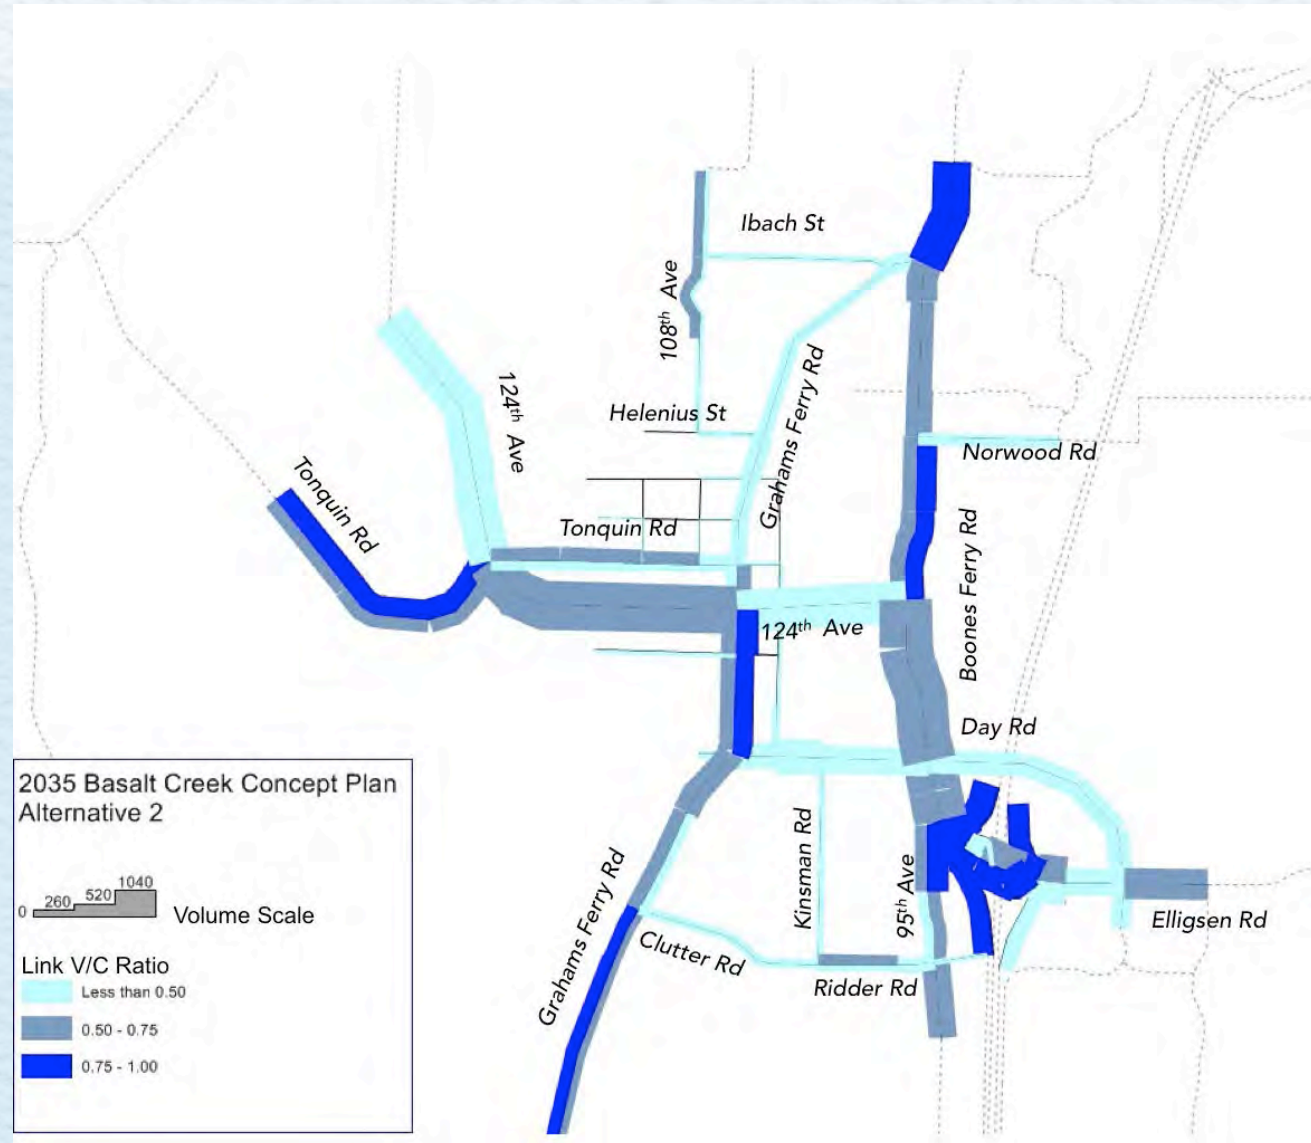 Ibach St
108th Ave
124th Ave
Helenius St
Grahams Ferry Rd
Norwood Rd
Tonquin Rd
Tonquin Rd
Boones Ferry Rd
124th Ave
Day Rd
2035 Basalt Creek Concept Plan
Alternative 2
0 260 520 1040
Volume Scale
Link V/C Ratio
Less than 0.50
0.50 - 0.75
0.75 - 1.00
Grahams Ferry Rd
Kinsman Rd
95th Ave
Clutter Rd
Ridder Rd
Elligsen Rd